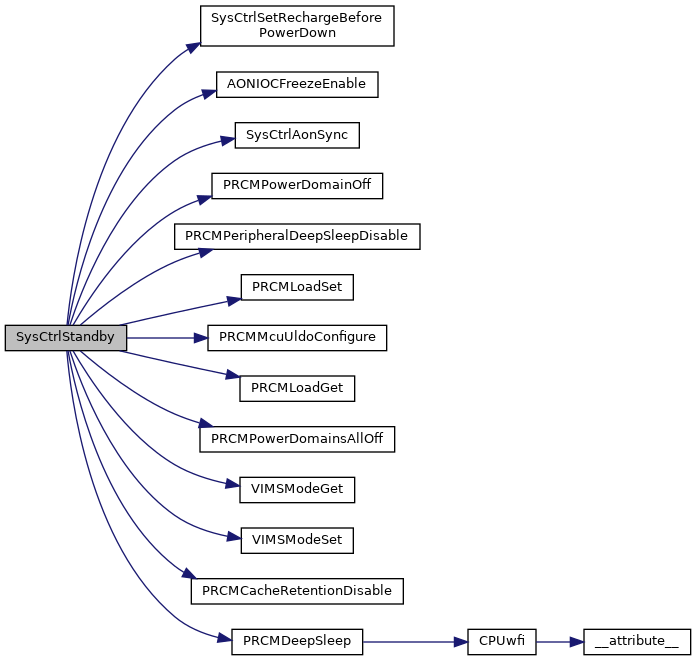 SysCtrlSetRechargeBefore
PowerDown
AONIOCFreezeEnable
SysCtrlAonSync
PRCMPowerDomainOff
PRCMPeripheralDeepSleepDisable
PRCMLoadSet
SysCtrlStandby
PRCMMcuUldoConfigure
PRCMLoadGet
PRCMPowerDomainsAllOff
VIMSModeGet
VIMSModeSet
PRCMCacheRetentionDisable
PRCMDeepSleep
CPUwfi
__attribute__